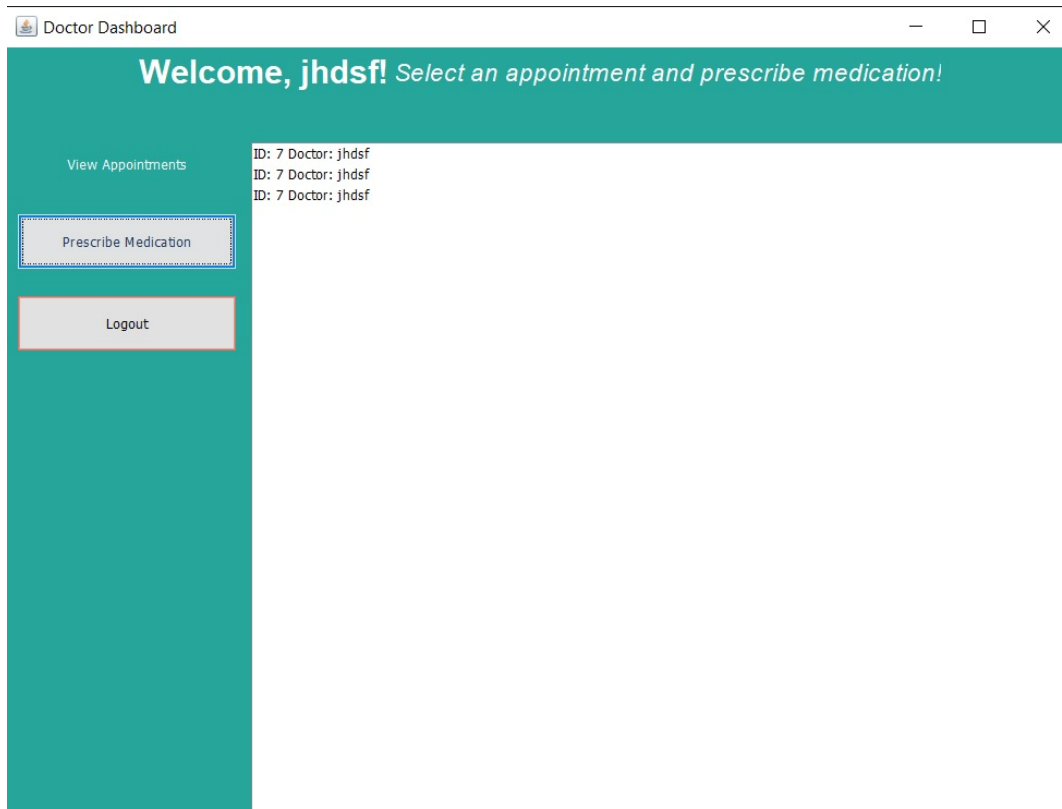 Doctor Dashboard
Welcome, jhdsf! Select an appointment and prescribe medication!
View Appointments
Prescribe Medication
Logout
ID: 7 Doctor: jhdsf
ID: 7 Doctor: jhdsf
ID: 7 Doctor: jhdsf